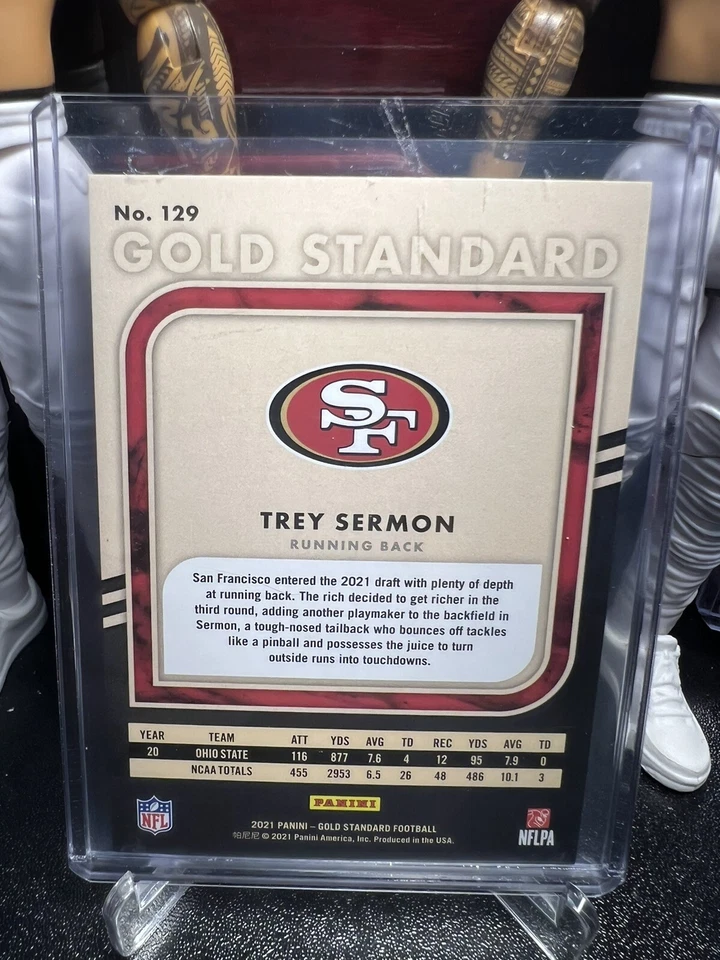 No. 129
GOLD STANDARD
SF
TREY SERMON
RUNNING BACK
San Francisco entered the 2021 draft with plenty of depth
at running back. The rich decided to get richer in the
third round, adding another playmaker to the backfield in
Sermon, a tough-nosed tailback who bounces off tackles
like a pinball and possesses the juice to turn
outside runs into touchdowns.
YEAR TEAM ATT YDS AVG TD REC YDS AVG TD
20 OHIO STATE 116 877 7.6 4 12 95 7.9 0
NCAA TOTALS 455 2953 6.5 26 48 486 10.1 3
PANINI
NFL
2021 PANINI – GOLD STANDARD FOOTBALL
帕尼尼 © 2021 Panini America, Inc. Produced in the USA.
NFLPA